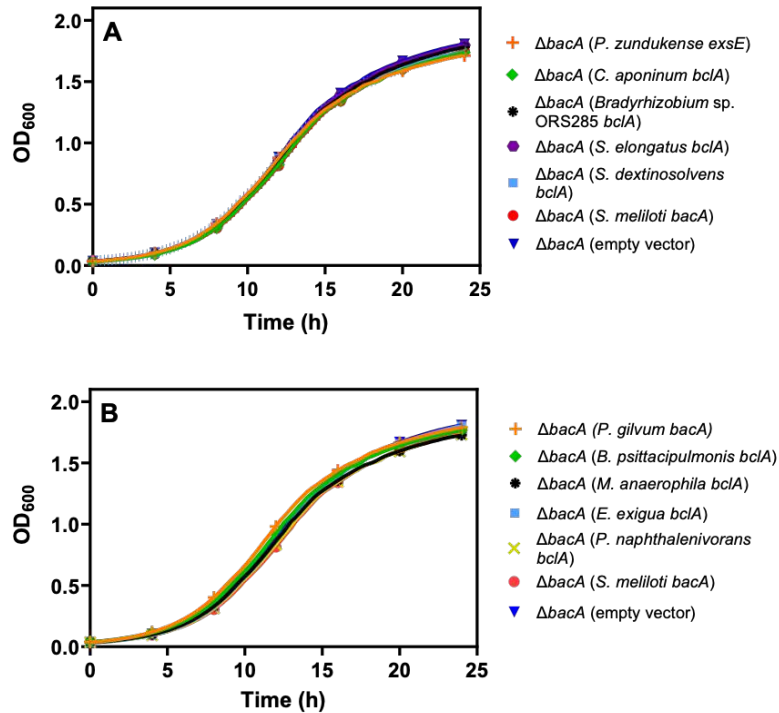 A
2.0
1.5
1.0
0.5
0.0
OD600
0 5 10 15 20 25
Time (h)
ΔbacA (P. zundukense exsE)
ΔbacA (C. aponinum bclA)
ΔbacA (Bradyrhizobium sp.
ORS285 bclA)
ΔbacA (S. elongatus bclA)
ΔbacA (S. dextinosolvens
bclA)
ΔbacA (S. meliloti bacA)
ΔbacA (empty vector)
B
2.0
1.5
1.0
0.5
0.0
OD600
0 5 10 15 20 25
Time (h)
ΔbacA (P. gilvum bacA)
ΔbacA (B. psittacipulmonis bclA)
ΔbacA (M. anaerophila bclA)
ΔbacA (E. exigua bclA)
ΔbacA (P. naphthalenivorans
bclA)
ΔbacA (S. meliloti bacA)
ΔbacA (empty vector)